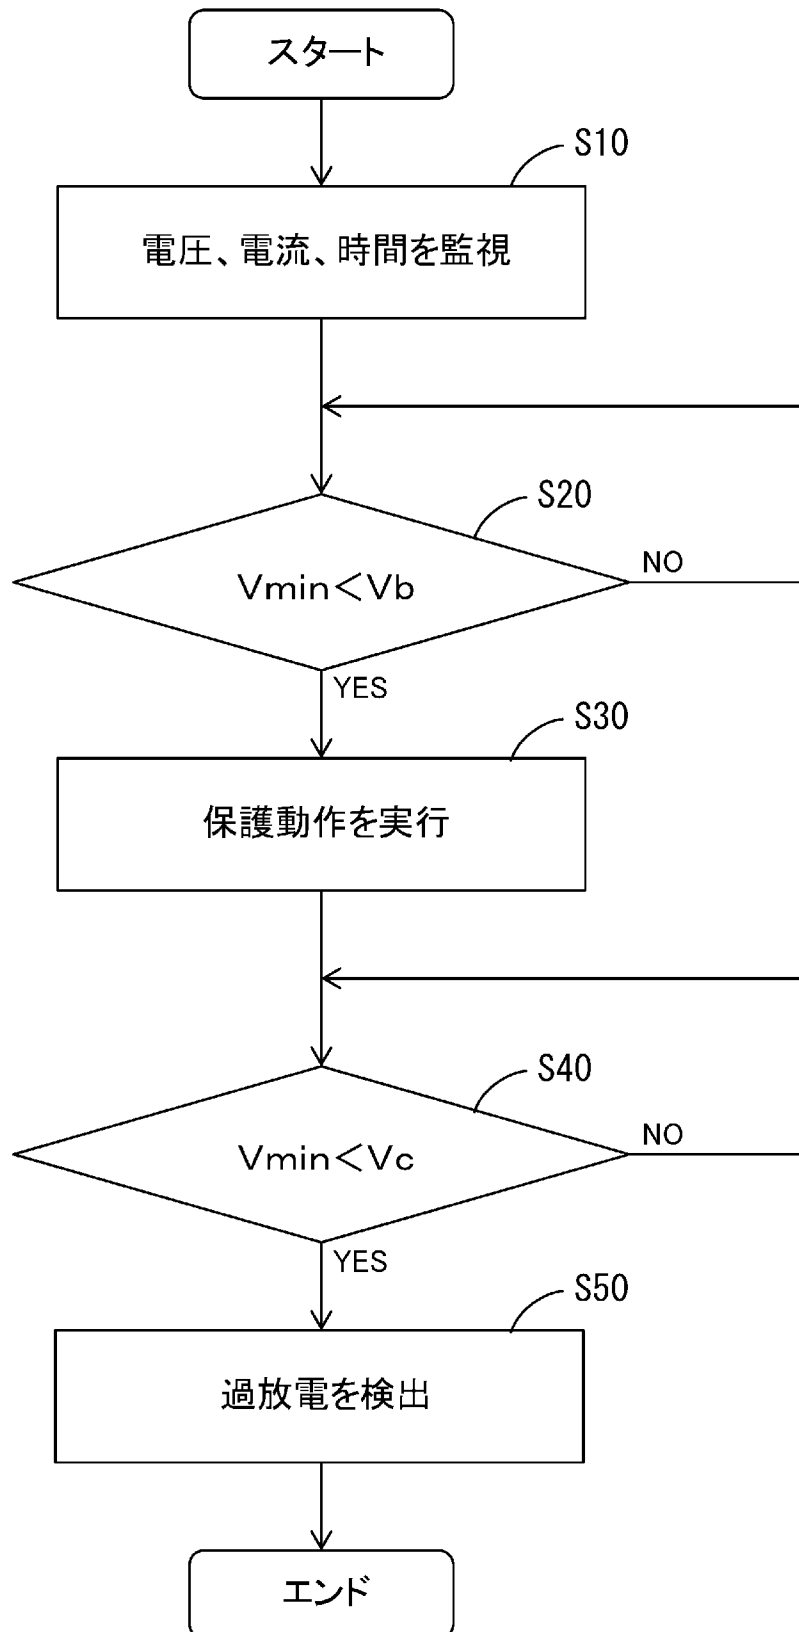 スタート
S10
電圧、電流、時間を監視
S20
Vmin＜Vb
NO
YES
S30
保護動作を実行
S40
Vmin＜Vc
NO
YES
S50
過放電を検出
エンド